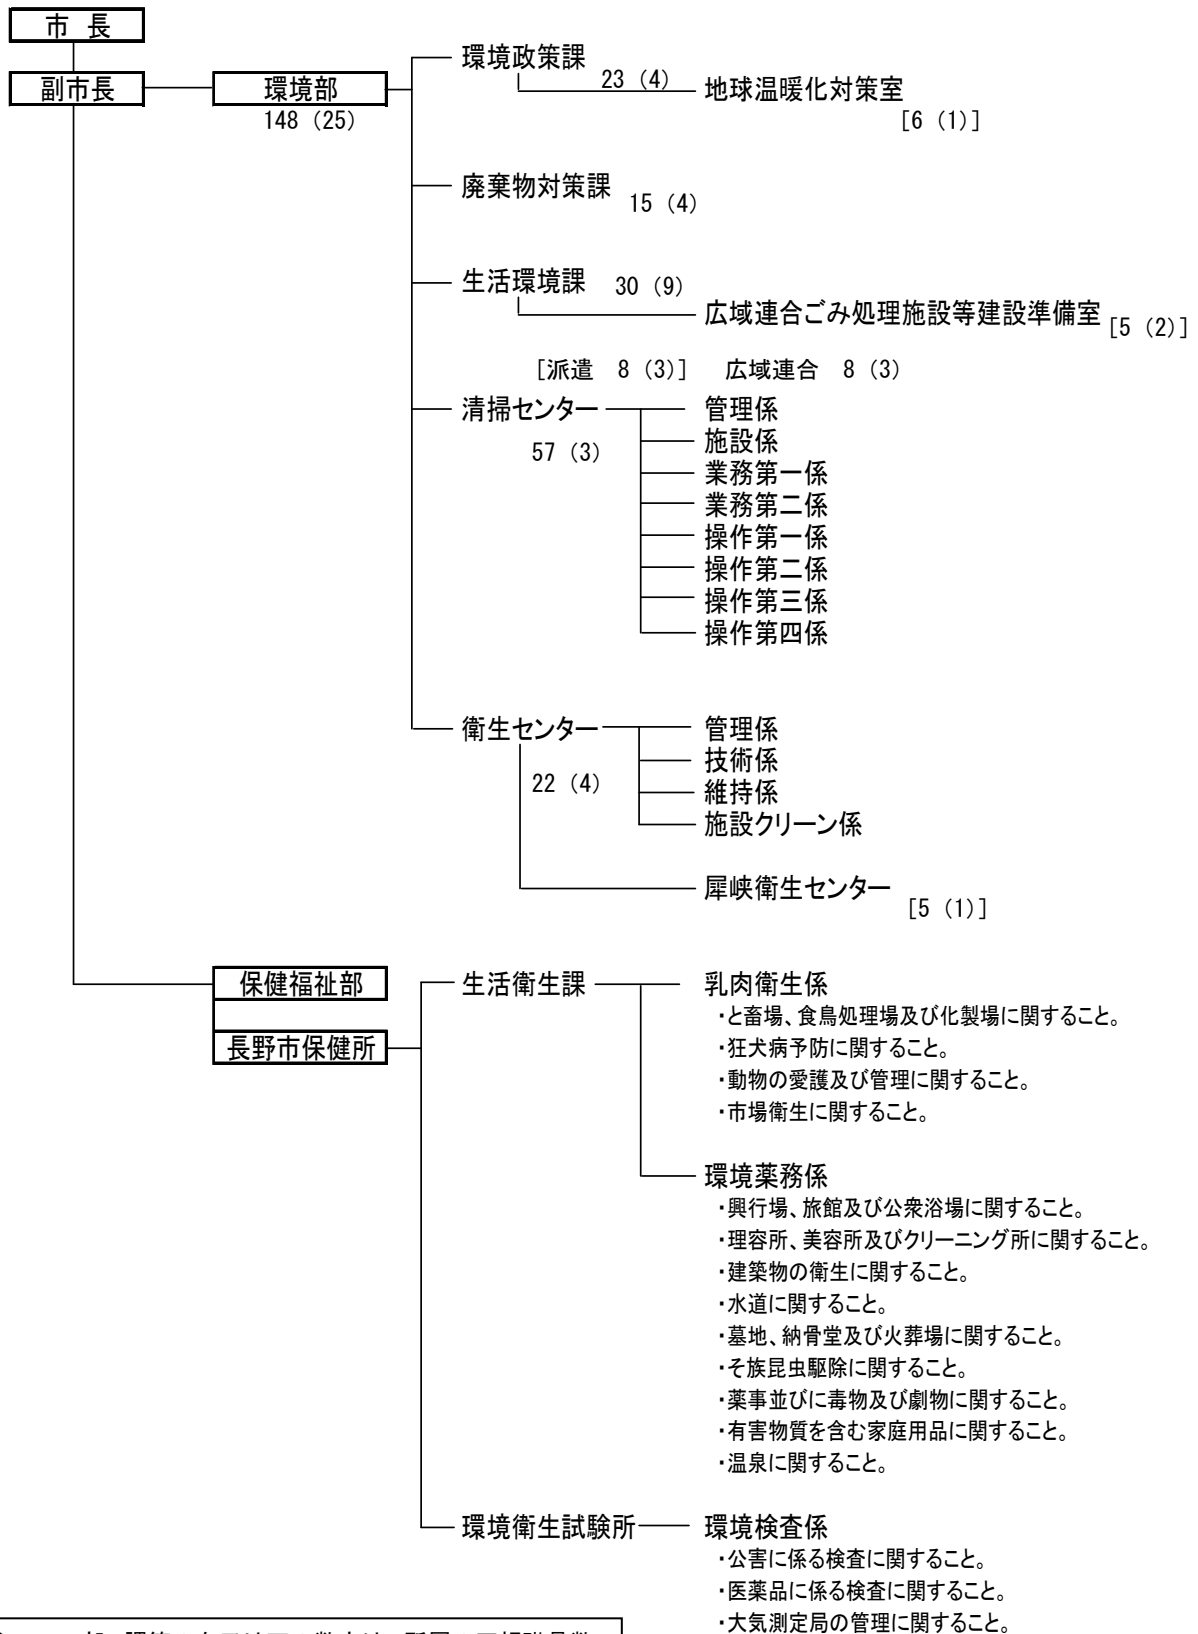 市 長
副市長
環境部
148 (25)
環境政策課
23 (4)
地球温暖化対策室
[6 (1)]
廃棄物対策課
15 (4)
生活環境課
30 (9)
広域連合ごみ処理施設等建設準備室
[5 (2)]
[派遣 8 (3)] 広域連合 8 (3)
清掃センター
57 (3)
管理係
施設係
業務第一係
業務第二係
操作第一係
操作第二係
操作第三係
操作第四係
衛生センター
22 (4)
管理係
技術係
維持係
施設クリーン係
犀峡衛生センター
[5 (1)]
保健福祉部
長野市保健所
生活衛生課
乳肉衛生係
・と畜場、食鳥処理場及び化製場に関すること。
・狂犬病予防に関すること。
・動物の愛護及び管理に関すること。
・市場衛生に関すること。
環境薬務係
・興行場、旅館及び公衆浴場に関すること。
・理容所、美容所及びクリーニング所に関すること。
・建築物の衛生に関すること。
・水道に関すること。
・墓地、納骨堂及び火葬場に関すること。
・そ族昆虫駆除に関すること。
・薬事並びに毒物及び劇物に関すること。
・有害物質を含む家庭用品に関すること。
・温泉に関すること。
環境衛生試験所
環境検査係
・公害に係る検査に関すること。
・医薬品に係る検査に関すること。
・大気測定局の管理に関すること。